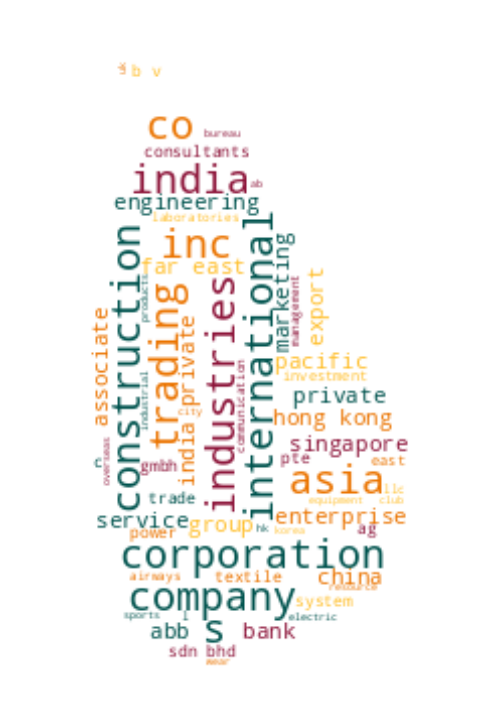 uk
b v
co
bureau
consultants
india
ab
engineering
laboratories
international
construction
inc
marketing
far east
export
products
management
industries
trading
associate
india private
pacific
communication
investment
industrial
private
city
hong kong
singapore
overseas
r
gmbh
pte
east
asia
llc
trade
equipment
club
service
group
hk
enterprise
korea
ag
power
corporation
airways
textile
china
resource
company
system
sports
l
electric
abb
s
bank
sdn bhd
wear